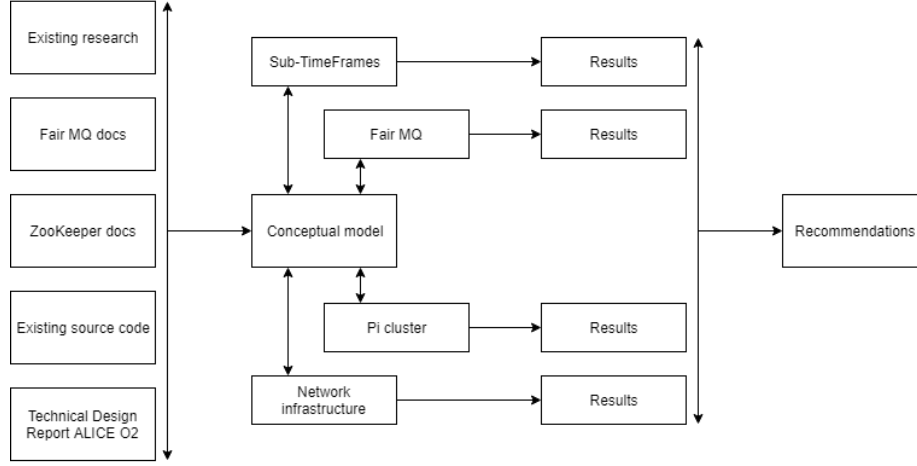 Existing research
Fair MQ docs
ZooKeeper docs
Existing source code
Technical Design
Report ALICE O2
Sub-TimeFrames
Fair MQ
Conceptual model
Pi cluster
Network
infrastructure
Results
Results
Results
Results
Recommendations